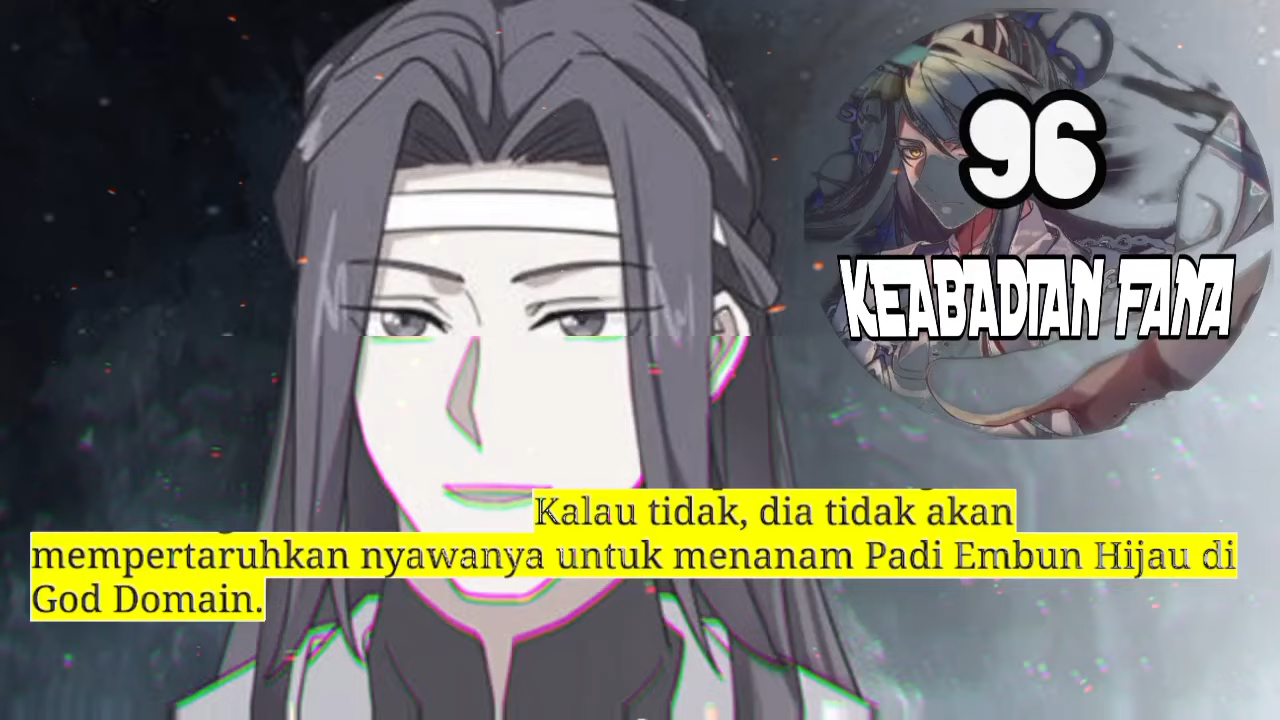 96
KEABADIAN FANA
Kalau tidak, dia tidak akan
mempertaruhkan nyawanya untuk menanam Padi Embun Hijau di
God Domain.